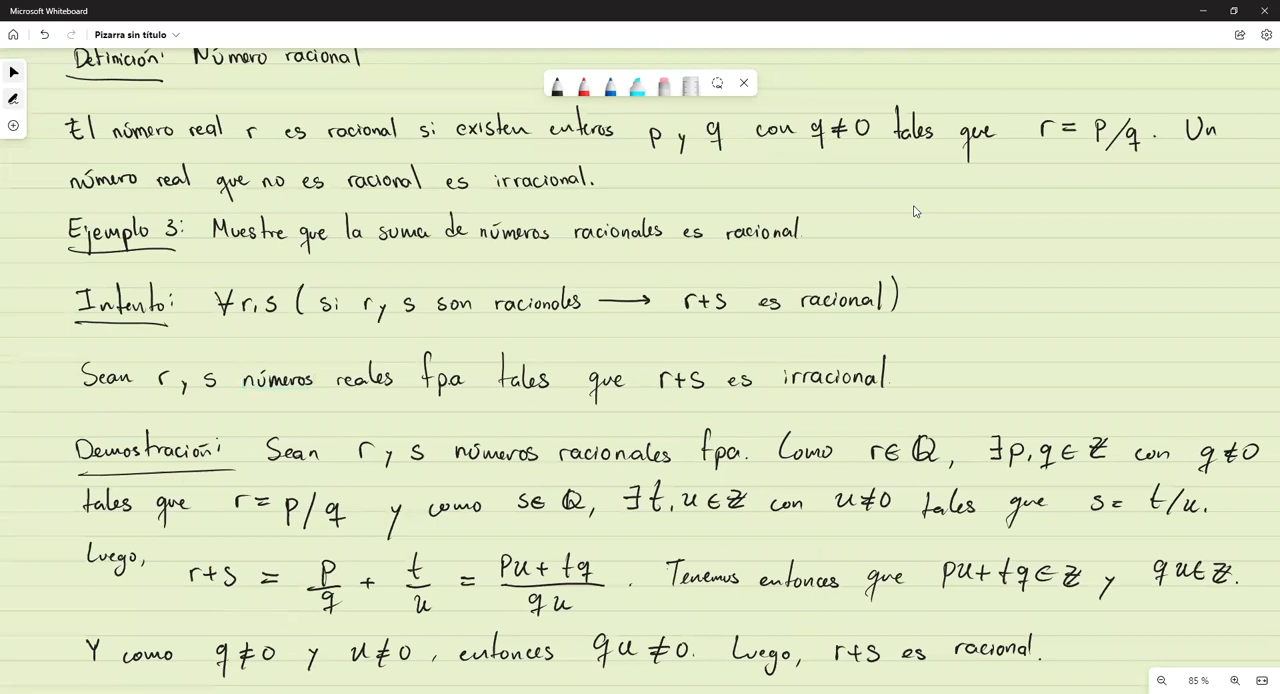 Microsoft Whiteboard
Pizarra sin título
Definición: Número racional
El número real r es racional si existen enteros p y q con q≠0 tales que r = p/q. Un
número real que no es racional es irracional.
Ejemplo 3: Muestre que la suma de números racionales es racional.
Intento: ∀r,s ( si r y s son racionales ⟶ r+s es racional)
Sean r y s números reales fpa tales que r+s es irracional.
Demostración: Sean r y s números racionales fpa. Como r∈ℚ, ∃p,q∈ℤ con q≠0
tales que r = p/q y como s∈ℚ, ∃t,u∈ℤ con u≠0 tales que s = t/u.
Luego, r+s = p/q + t/u = (pu+tq)/(qu). Tenemos entonces que pu+tq∈ℤ y qu∈ℤ.
Y como q≠0 y u≠0, entonces qu≠0. Luego, r+s es racional.
85 %